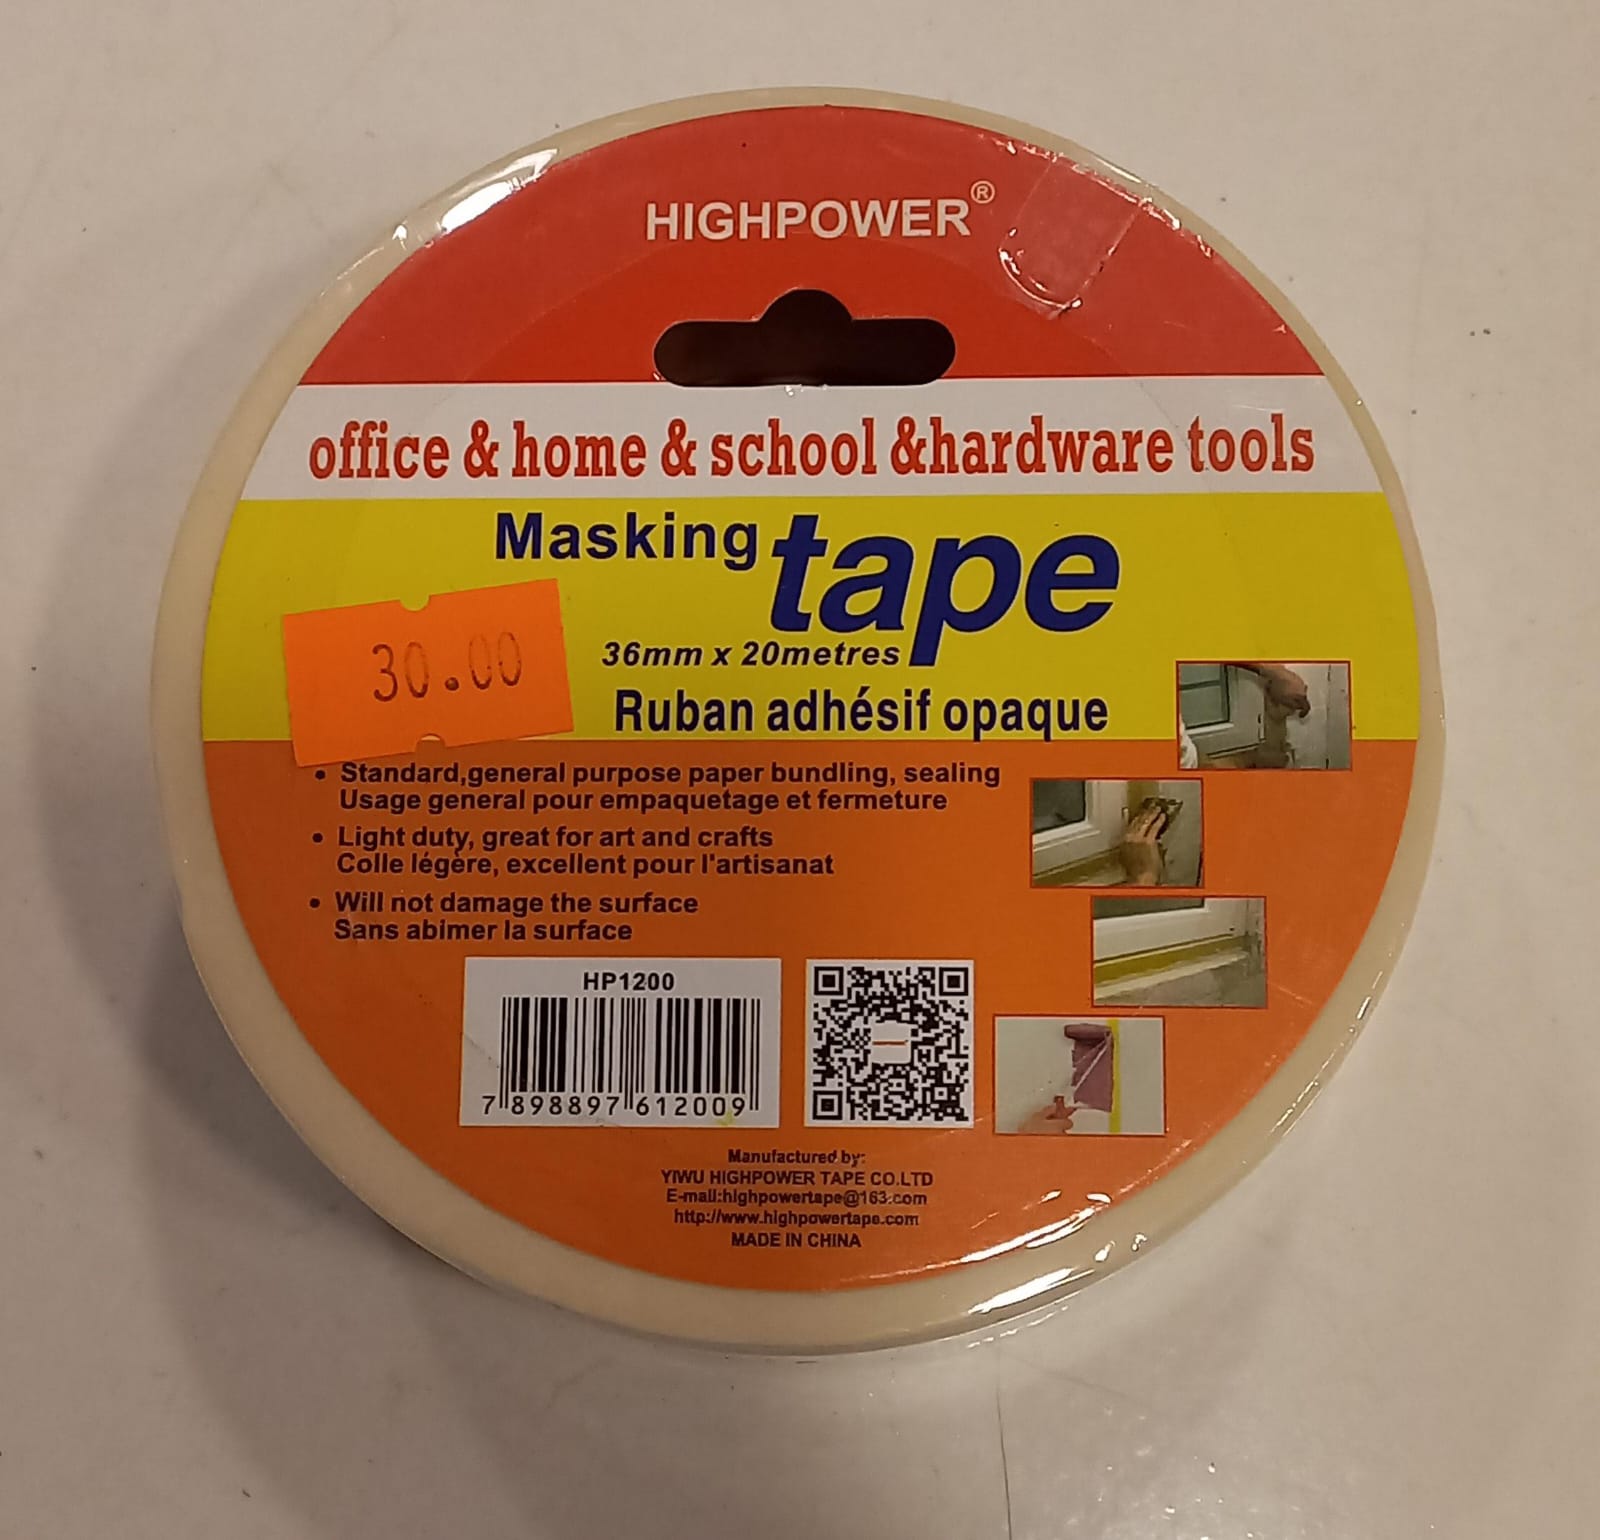 HIGHPOWER®
office & home & school &hardware tools
Masking tape
36mm x 20metres
30.00
Ruban adhésif opaque
• Standard,general purpose paper bundling, sealing
Usage general pour empaquetage et fermeture
• Light duty, great for art and crafts
Colle légère, excellent pour l'artisanat
• Will not damage the surface
Sans abimer la surface
HP1200
7 898897 612009
Manufactured by:
YIWU HIGHPOWER TAPE CO.LTD
E-mail:highpowertape@163.com
http://www.highpowertape.com
MADE IN CHINA